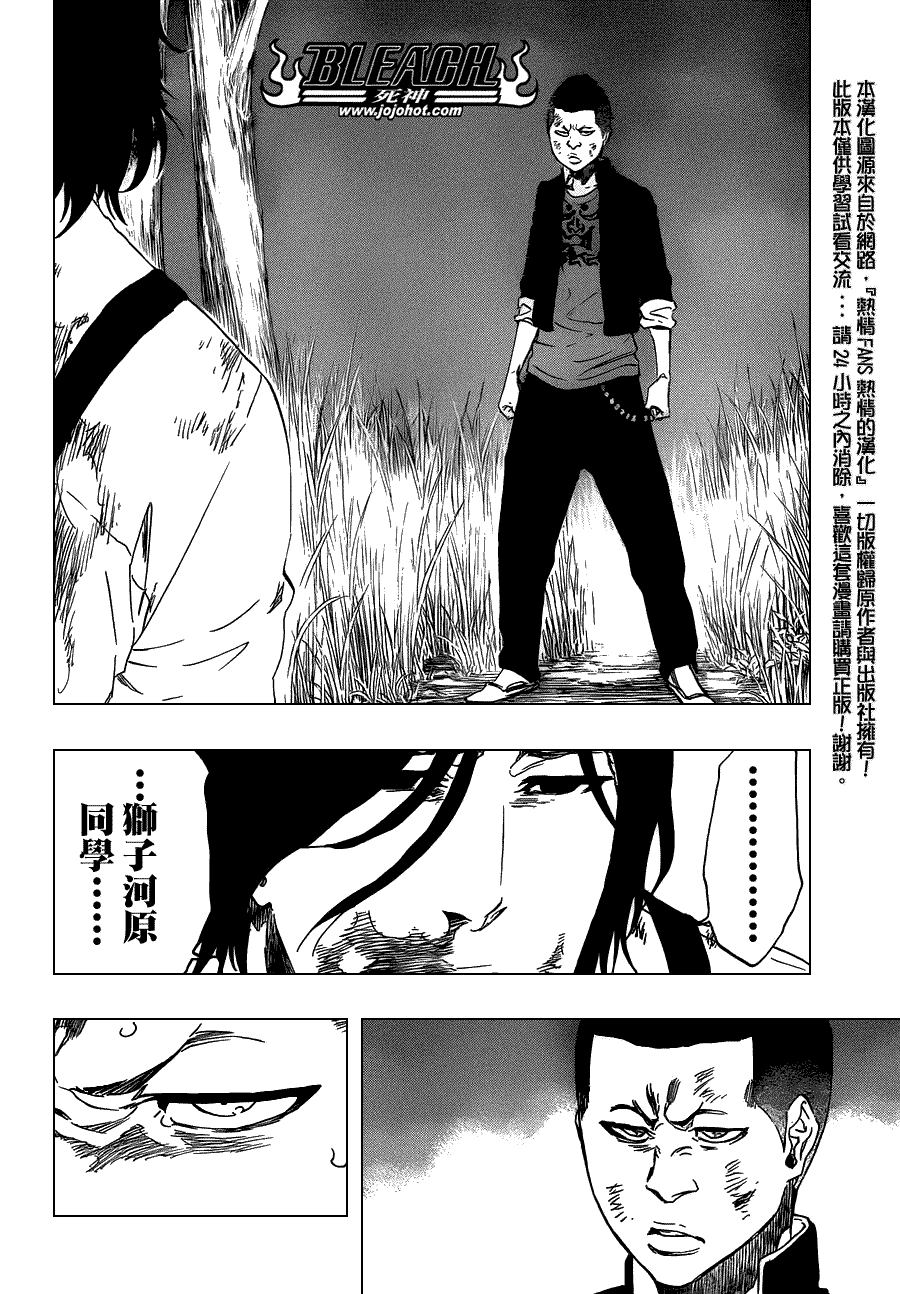 BLEACH
死神
www.jojohot.com
本漢化圖源來自於網路，『熱情FANS 熱情的漢化』一切版權歸原作者與出版社擁有！
此版本僅供學習試看交流… 請 24 小時之內消除，喜歡這套漫畫請購買正版！謝謝。
…………
…獅子河原
同學……